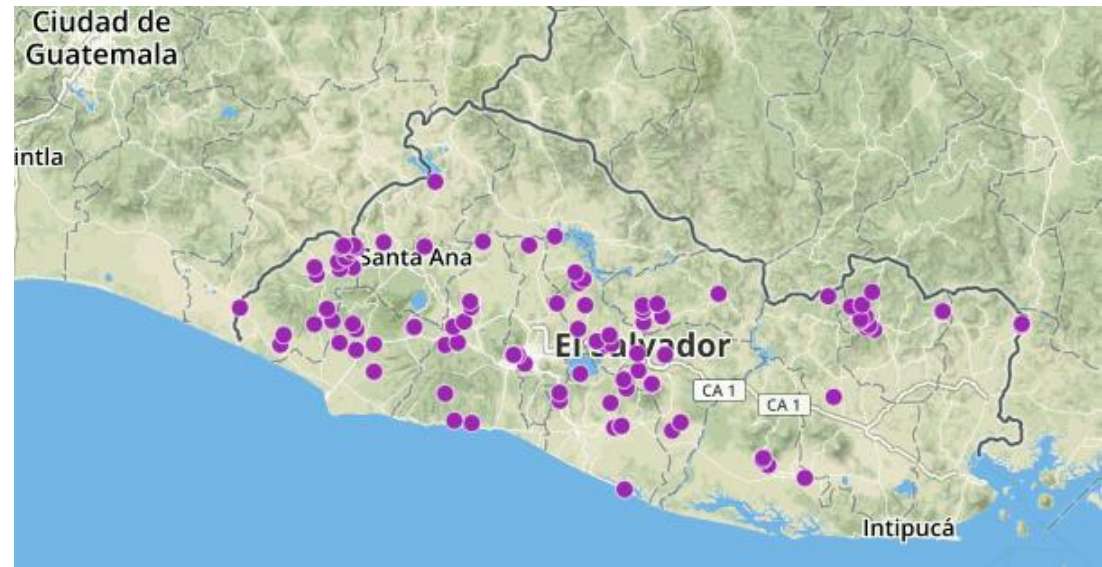 Ciudad de
Guatemala
intla
Santa Ana
El Salvador
CA 1
CA 1
Intipucá